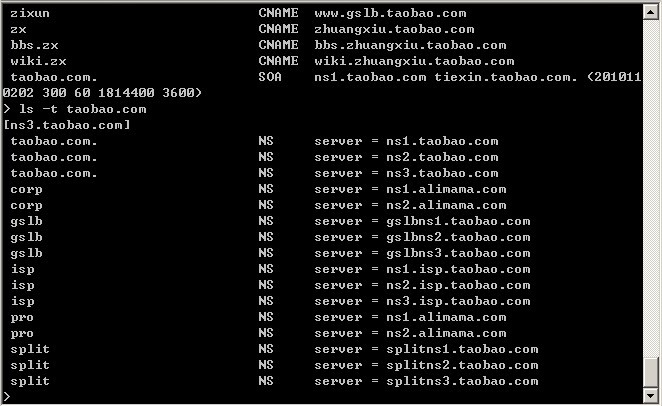 zixun CNAME www.gslb.taobao.com
zx CNAME zhuangxiu.taobao.com
bbs.zx CNAME bbs.zhuangxiu.taobao.com
wiki.zx CNAME wiki.zhuangxiu.taobao.com
taobao.com. SOA ns1.taobao.com tiexin.taobao.com. (201011
0202 300 60 1814400 3600)
> ls -t taobao.com
[ns3.taobao.com]
taobao.com. NS server = ns1.taobao.com
taobao.com. NS server = ns2.taobao.com
taobao.com. NS server = ns3.taobao.com
corp NS server = ns1.alimama.com
corp NS server = ns2.alimama.com
gslb NS server = gslbns1.taobao.com
gslb NS server = gslbns2.taobao.com
gslb NS server = gslbns3.taobao.com
isp NS server = ns1.isp.taobao.com
isp NS server = ns2.isp.taobao.com
isp NS server = ns3.isp.taobao.com
pro NS server = ns1.alimama.com
pro NS server = ns2.alimama.com
split NS server = splitns1.taobao.com
split NS server = splitns2.taobao.com
split NS server = splitns3.taobao.com
>